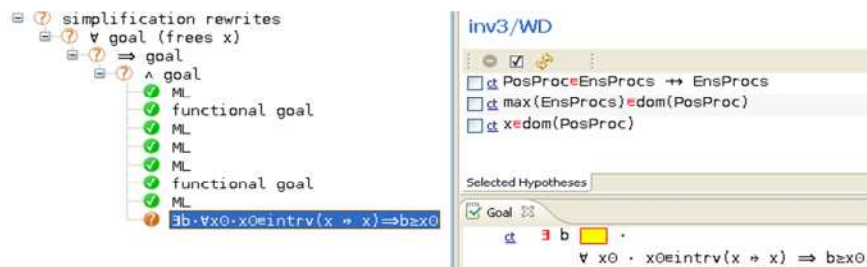 simplification rewrites
∀ goal (frees x)
⇒ goal
∧ goal
ML
functional goal
ML
ML
ML
functional goal
ML
∃b·∀x0·x0∈intrv(x ↦ x)⇒b≥x0
inv3/WD
ct PosProc∈EnsProcs ⤀ EnsProcs
ct max(EnsProcs)∈dom(PosProc)
ct x∈dom(PosProc)
Selected Hypotheses
Goal
ct ∃ b ·
∀ x0 · x0∈intrv(x ↦ x) ⇒ b≥x0